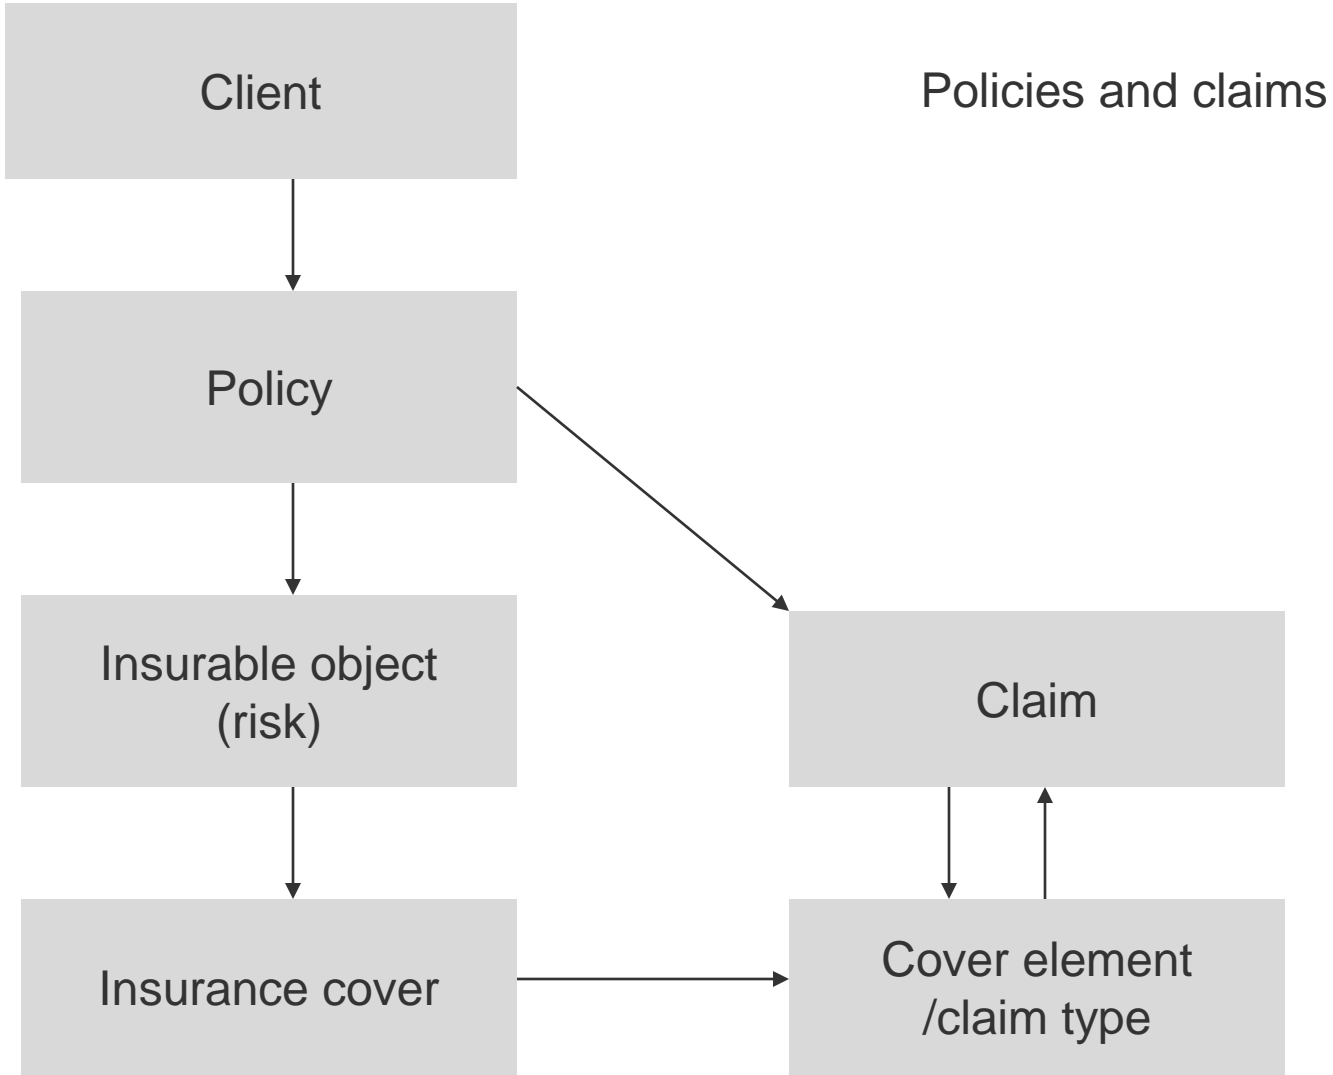 Client
Policies and claims
Policy
Insurable object
(risk)
Claim
Insurance cover
Cover element
/claim type